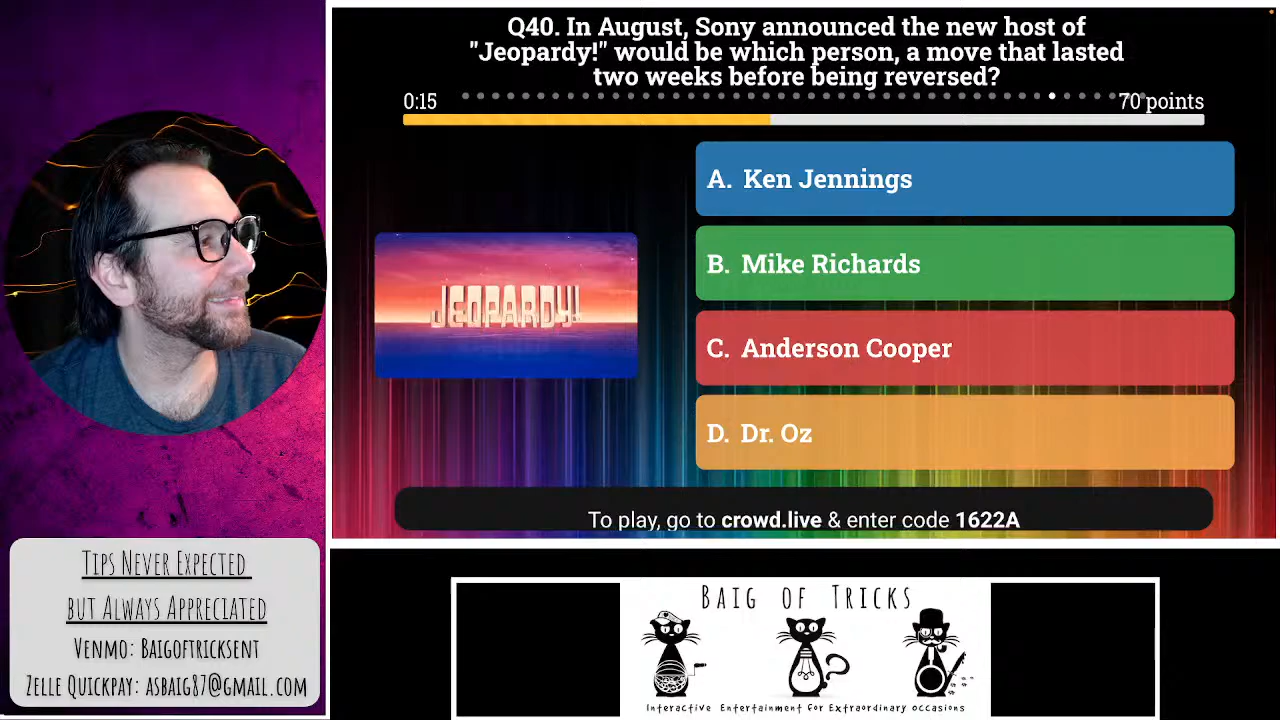 Q40. In August, Sony announced the new host of
"Jeopardy!" would be which person, a move that lasted
two weeks before being reversed?
0:15
70 points
A. Ken Jennings
B. Mike Richards
JEOPARDY!
C. Anderson Cooper
D. Dr. Oz
To play, go to crowd.live & enter code 1622A
Tips Never Expected
but Always Appreciated
Venmo: Baigoftricksent
Zelle Quickpay: asbaig87@gmail.com
Baig of Tricks
Interactive Entertainment for Extraordinary Occasions